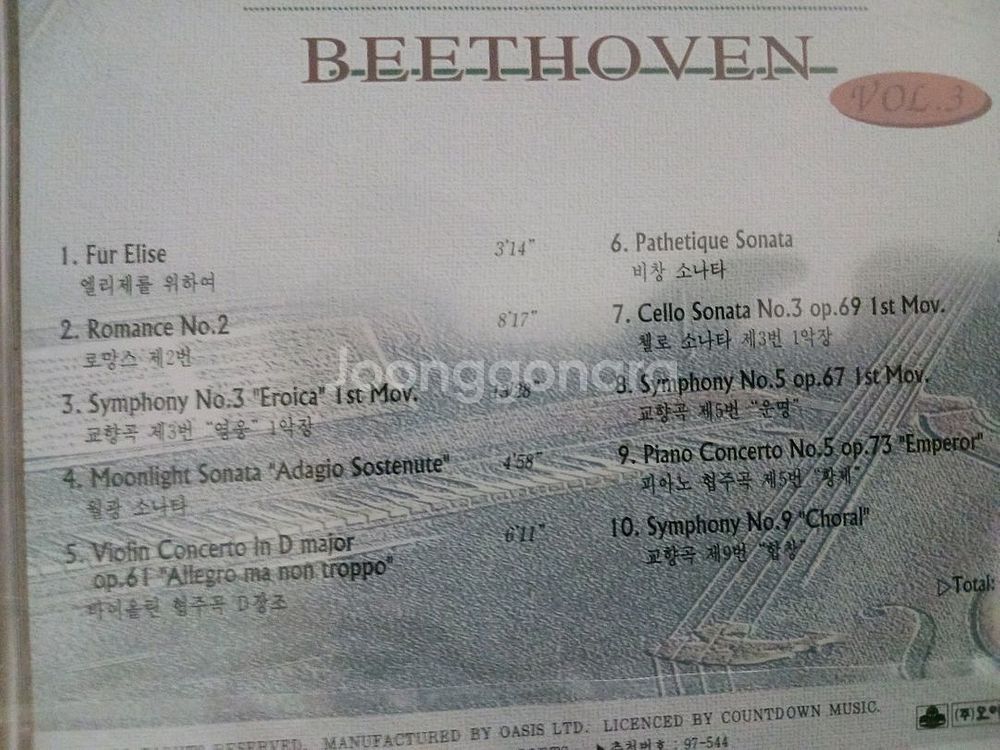 BEETHOVEN
VOL.3
1. Fur Elise 3'14"
엘리제를 위하여
2. Romance No.2 8'17"
로망스 제2번
3. Symphony No.3 "Eroica" 1st Mov.
교향곡 제3번 "영웅" 1악장
4. Moonlight Sonata "Adagio Sostenute" 4'58"
월광 소나타
5. Violin Concerto in D major 6'11"
op.61 "Allegro ma non troppo"
바이올린 협주곡 D장조
6. Pathetique Sonata
비창 소나타
7. Cello Sonata No.3 op.69 1st Mov.
첼로 소나타 제3번 1악장
8. Symphony No.5 op.67 1st Mov.
교향곡 제5번 "운명"
9. Piano Concerto No.5 op.73 "Emperor"
피아노 협주곡 제5번 "황제"
10. Symphony No.9 "Choral"
교향곡 제9번 "합창"
▷Total:
Joonggonara
RESERVED. MANUFACTURED BY OASIS LTD. LICENCED BY COUNTDOWN MUSIC.
(주)오아
▶추천번호 : 97-544